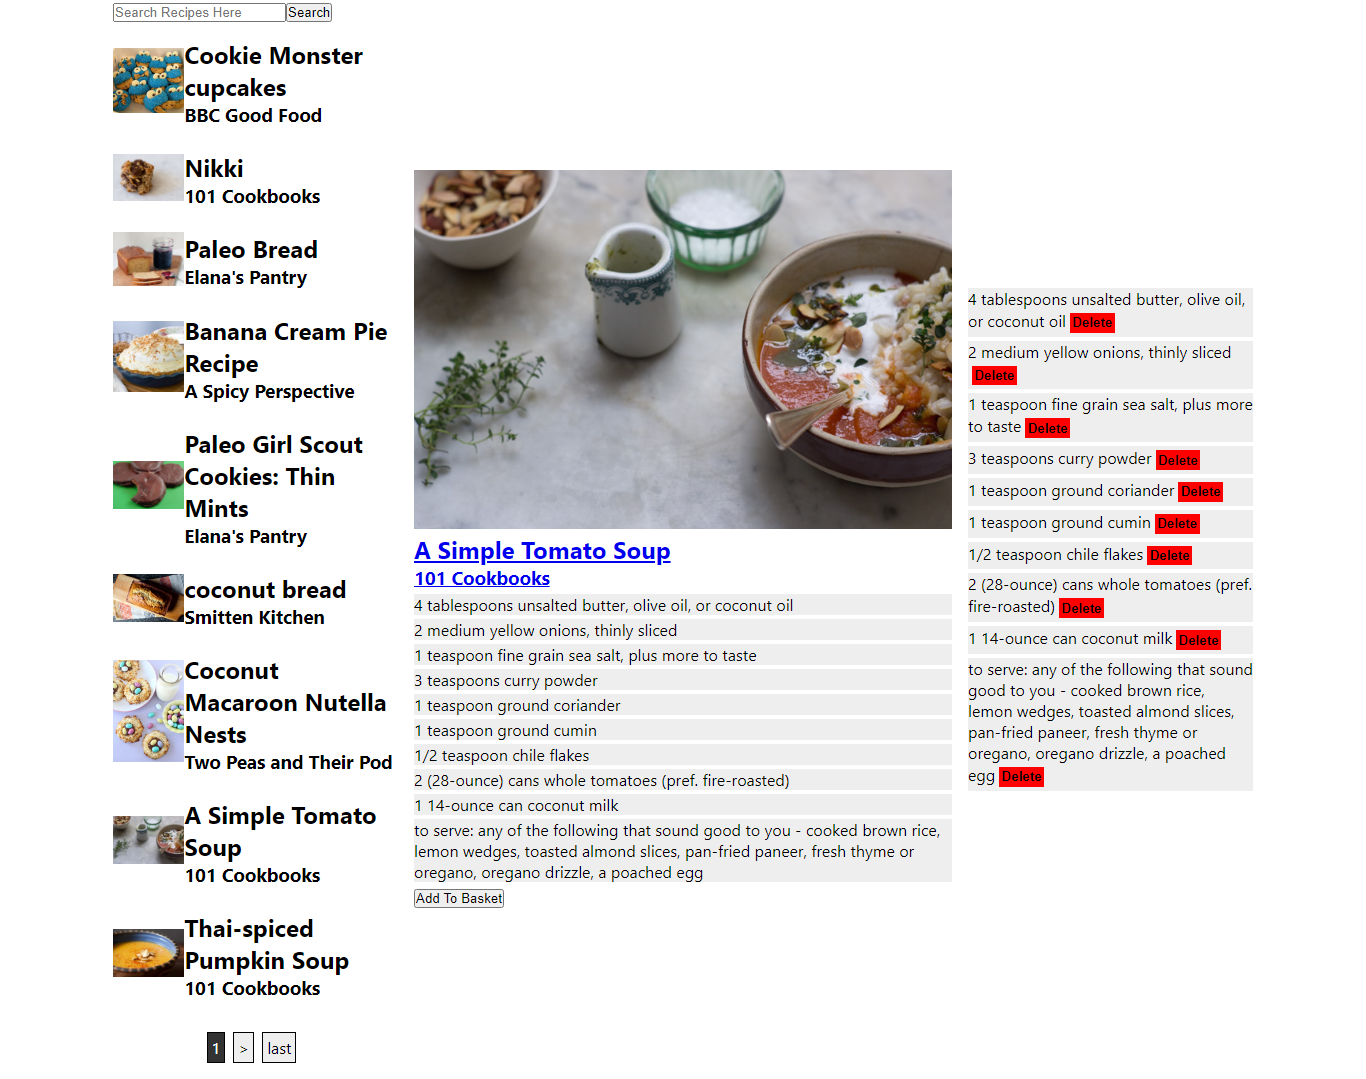 Search Recipes Here Search
Cookie Monster
cupcakes
BBC Good Food
Nikki
101 Cookbooks
Paleo Bread
Elana's Pantry
Banana Cream Pie
Recipe
A Spicy Perspective
Paleo Girl Scout
Cookies: Thin
Mints
Elana's Pantry
coconut bread
Smitten Kitchen
Coconut
Macaroon Nutella
Nests
Two Peas and Their Pod
A Simple Tomato
Soup
101 Cookbooks
Thai-spiced
Pumpkin Soup
101 Cookbooks
1 > last
A Simple Tomato Soup
101 Cookbooks
4 tablespoons unsalted butter, olive oil, or coconut oil
2 medium yellow onions, thinly sliced
1 teaspoon fine grain sea salt, plus more to taste
3 teaspoons curry powder
1 teaspoon ground coriander
1 teaspoon ground cumin
1/2 teaspoon chile flakes
2 (28-ounce) cans whole tomatoes (pref. fire-roasted)
1 14-ounce can coconut milk
to serve: any of the following that sound good to you - cooked brown rice,
lemon wedges, toasted almond slices, pan-fried paneer, fresh thyme or
oregano, oregano drizzle, a poached egg
Add To Basket
4 tablespoons unsalted butter, olive oil,
or coconut oil Delete
2 medium yellow onions, thinly sliced
Delete
1 teaspoon fine grain sea salt, plus more
to taste Delete
3 teaspoons curry powder Delete
1 teaspoon ground coriander Delete
1 teaspoon ground cumin Delete
1/2 teaspoon chile flakes Delete
2 (28-ounce) cans whole tomatoes (pref.
fire-roasted) Delete
1 14-ounce can coconut milk Delete
to serve: any of the following that sound
good to you - cooked brown rice,
lemon wedges, toasted almond slices,
pan-fried paneer, fresh thyme or
oregano, oregano drizzle, a poached
egg Delete